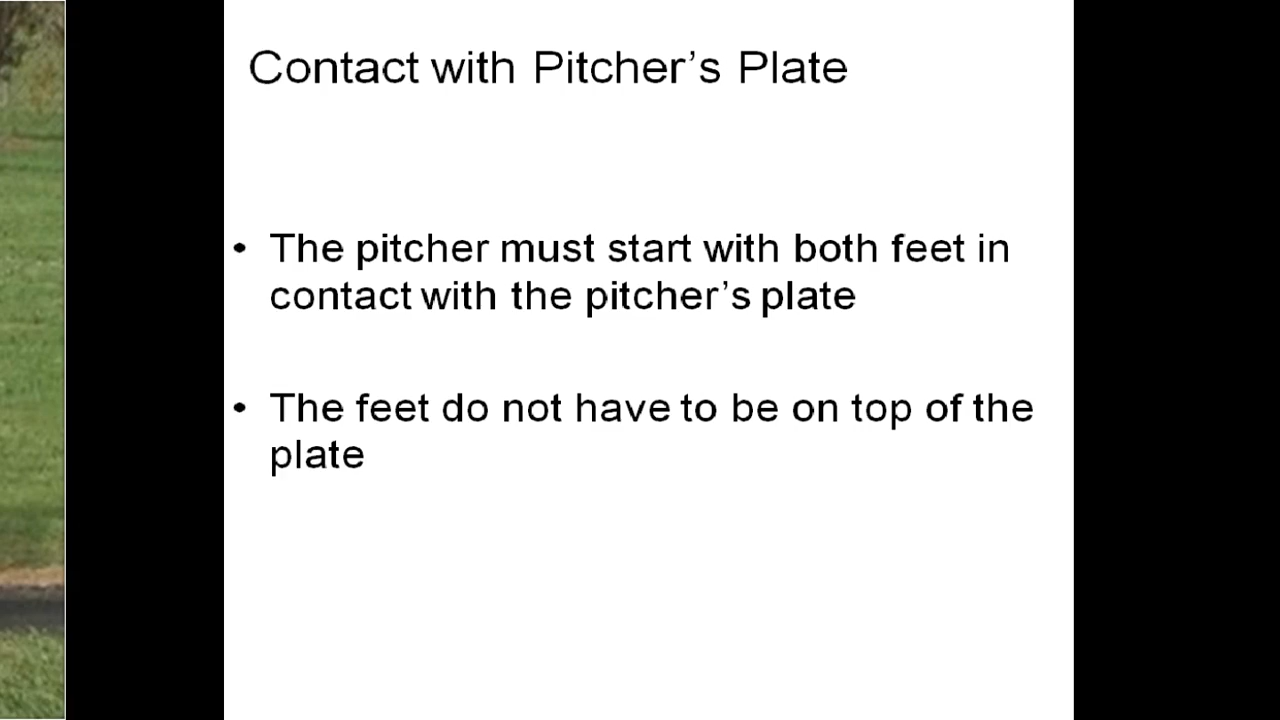 Contact with Pitcher’s Plate
• The pitcher must start with both feet in
contact with the pitcher’s plate
• The feet do not have to be on top of the
plate